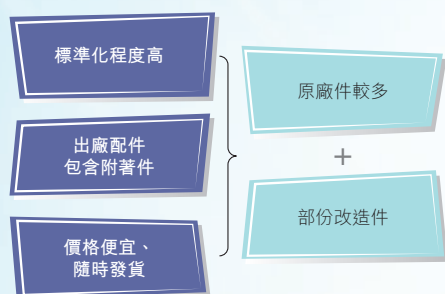 標準化程度高
出廠配件
包含附著件
價格便宜、
隨時發貨
原廠件較多
+
部份改造件